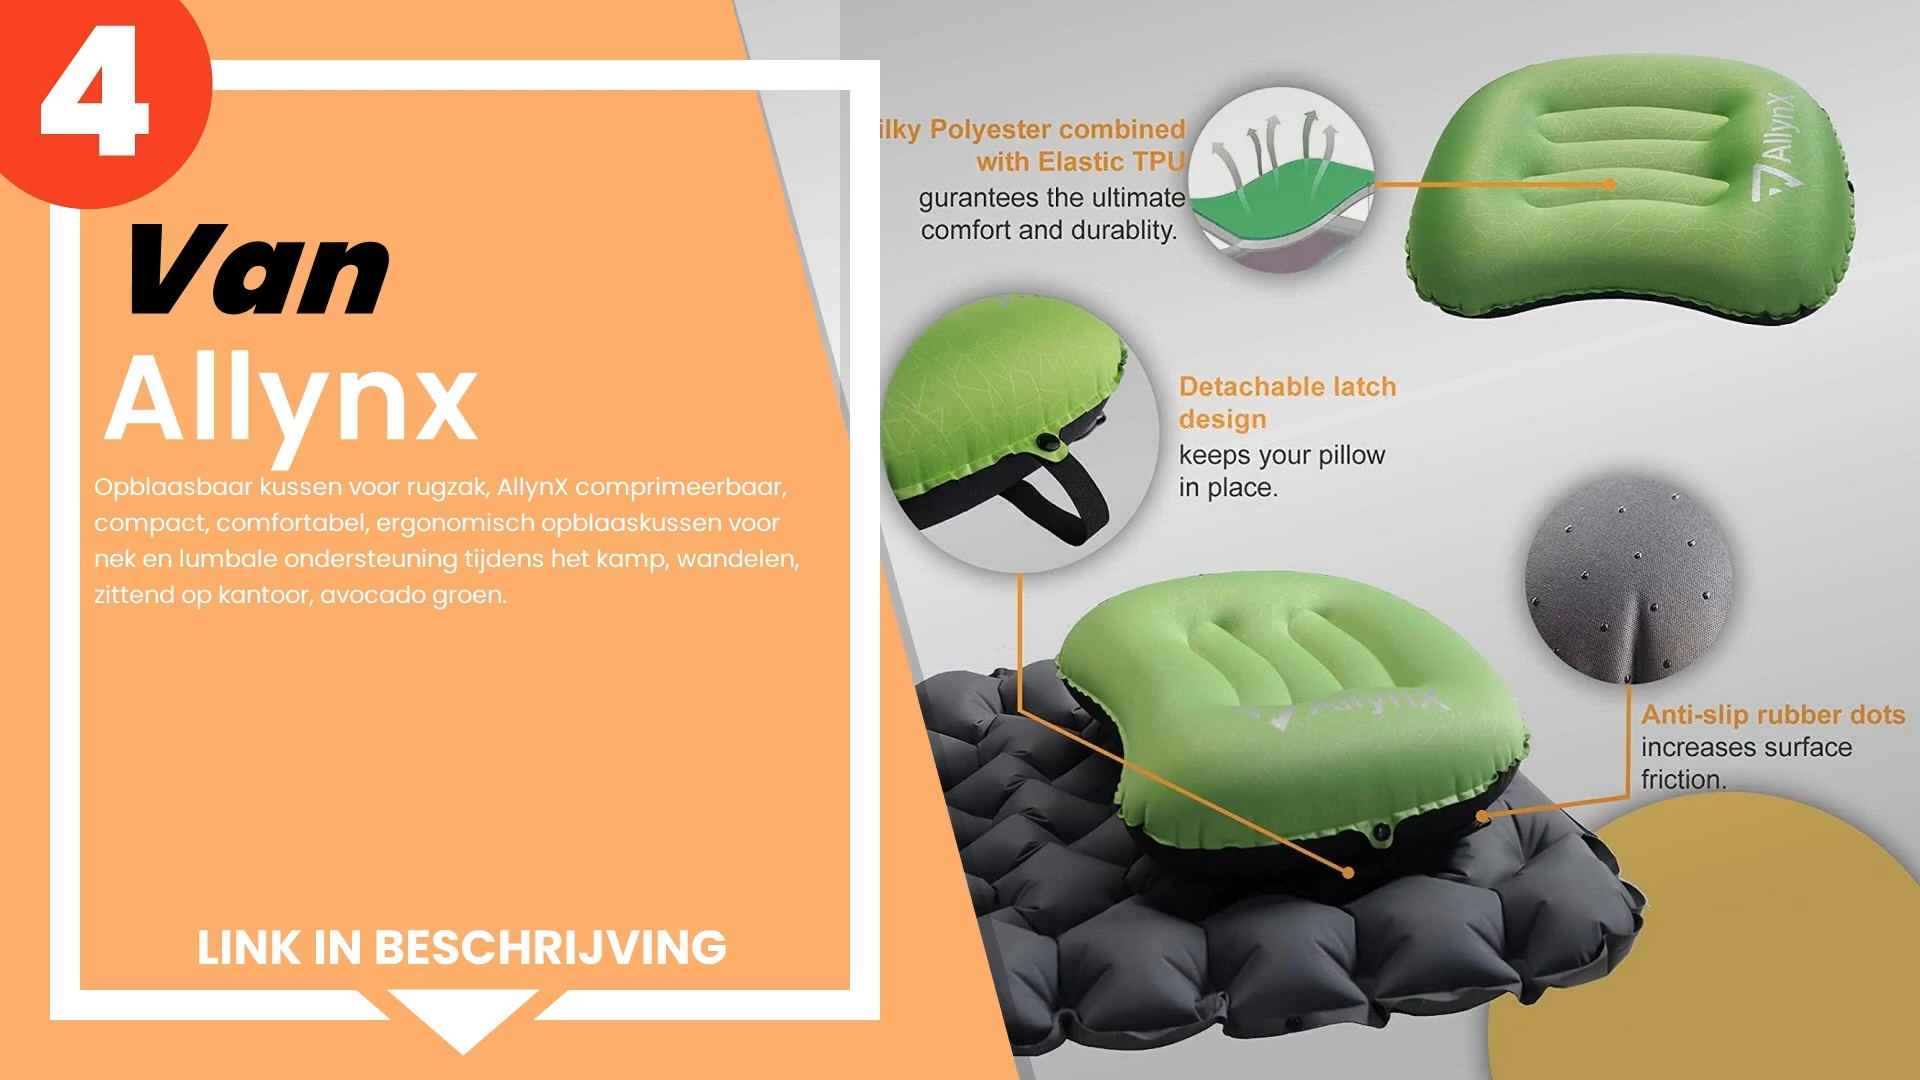 4
Van
Allynx
Opblaasbaar kussen voor rugzak, AllynX comprimeerbaar,
compact, comfortabel, ergonomisch opblaaskussen voor
nek en lumbale ondersteuning tijdens het kamp, wandelen,
zittend op kantoor, avocado groen.
LINK IN BESCHRIJVING
ilky Polyester combined
with Elastic TPU
gurantees the ultimate
comfort and durablity.
AllynX
Detachable latch
design
keeps your pillow
in place.
AllynX
Anti-slip rubber dots
increases surface
friction.